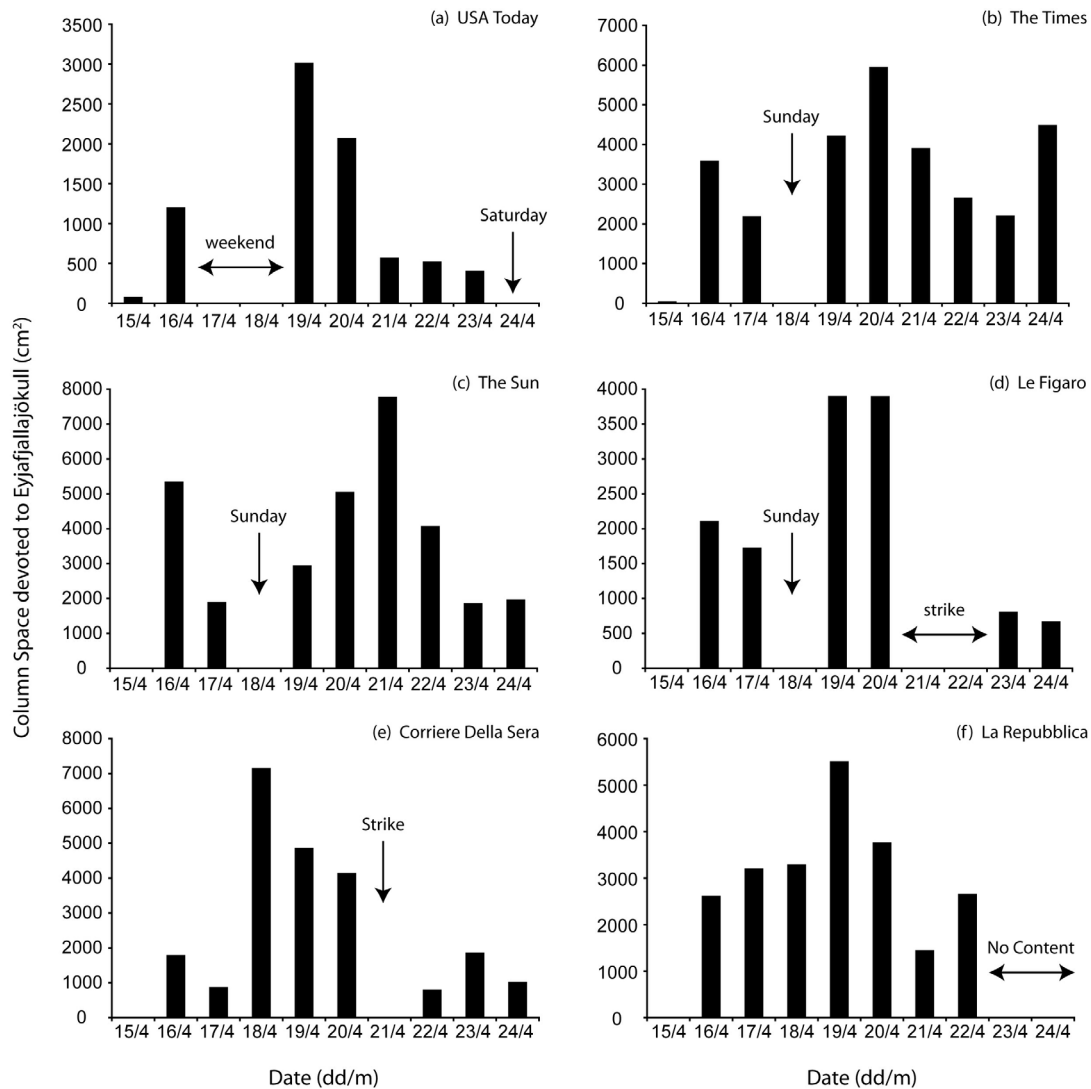 Column Space devoted to Eyjafjallajökull (cm²)
(a) USA Today
3500
3000
2500
2000
1500
1000
500
0
weekend
Saturday
15/4 16/4 17/4 18/4 19/4 20/4 21/4 22/4 23/4 24/4
(b) The Times
7000
6000
5000
4000
3000
2000
1000
0
Sunday
15/4 16/4 17/4 18/4 19/4 20/4 21/4 22/4 23/4 24/4
(c) The Sun
8000
7000
6000
5000
4000
3000
2000
1000
0
Sunday
15/4 16/4 17/4 18/4 19/4 20/4 21/4 22/4 23/4 24/4
(d) Le Figaro
4000
3500
3000
2500
2000
1500
1000
500
0
Sunday
strike
15/4 16/4 17/4 18/4 19/4 20/4 21/4 22/4 23/4 24/4
(e) Corriere Della Sera
8000
7000
6000
5000
4000
3000
2000
1000
0
Strike
15/4 16/4 17/4 18/4 19/4 20/4 21/4 22/4 23/4 24/4
Date (dd/m)
(f) La Repubblica
6000
5000
4000
3000
2000
1000
0
No Content
15/4 16/4 17/4 18/4 19/4 20/4 21/4 22/4 23/4 24/4
Date (dd/m)